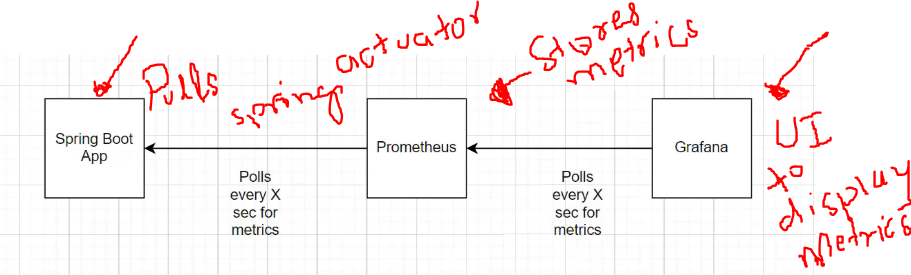 Pulls
spring actuator
Stores
metrics
Spring Boot
App
Prometheus
Grafana
Polls
every X
sec for
metrics
Polls
every X
sec for
metrics
UI
to
display
Metrics